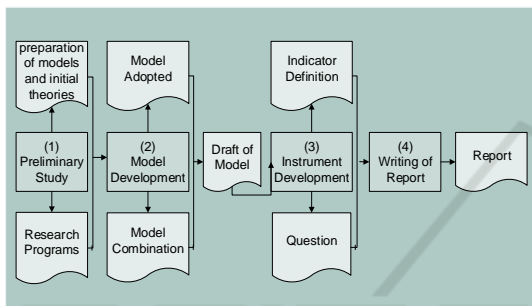 preparation
of models
and initial
theories
Model
Adopted
Indicator
Definition
(1)
Preliminary
Study
(2)
Model
Development
Draft of
Model
(3)
Instrument
Development
(4)
Writing of
Report
Report
Research
Programs
Model
Combination
Question